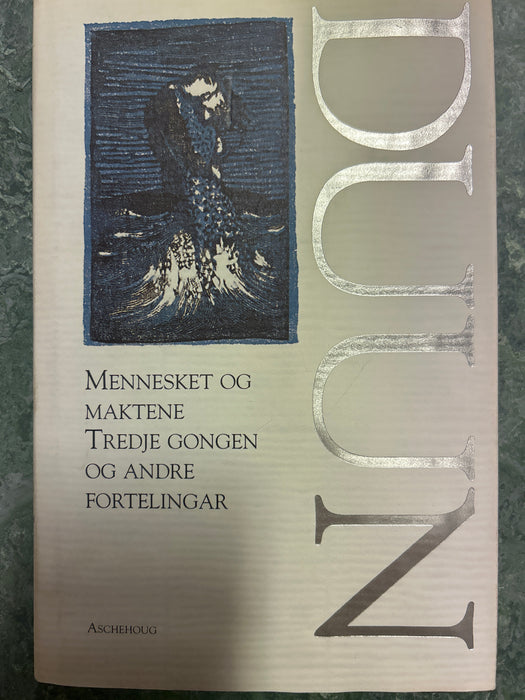 DUUN
MENNESKET OG
MAKTENE
TREDJE GONGEN
OG ANDRE
FORTELINGAR
ASCHEHOUG